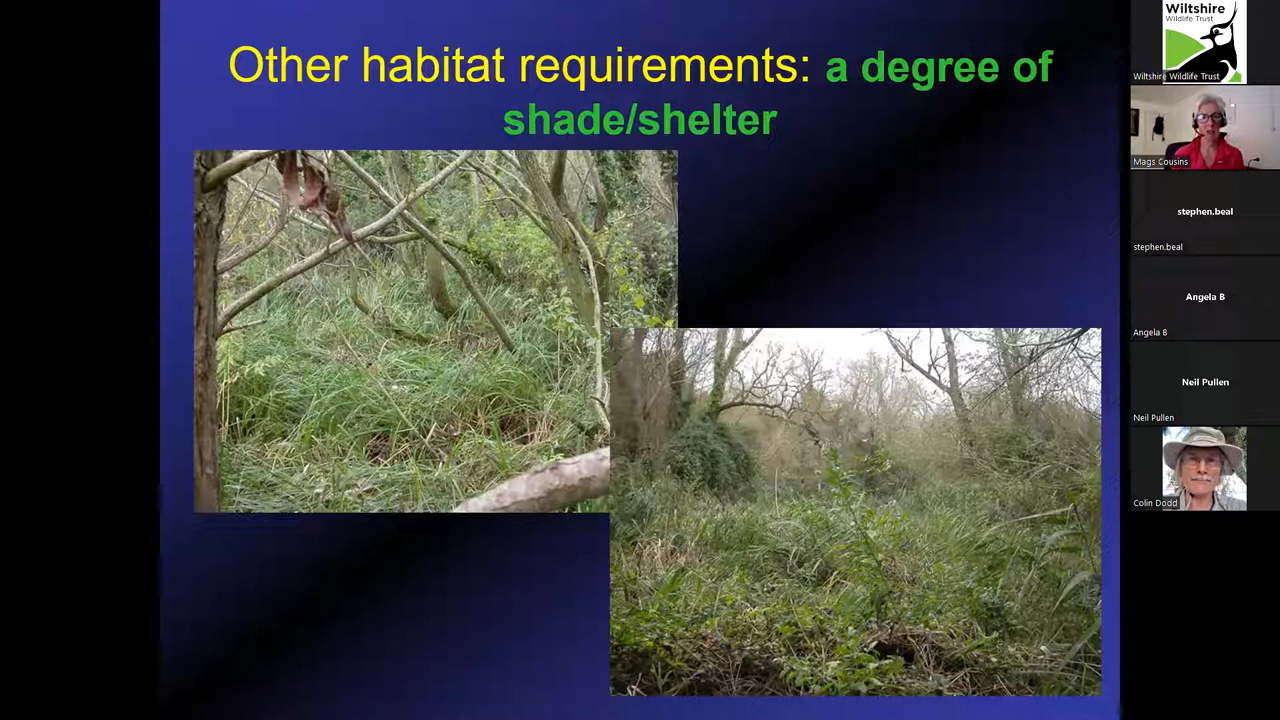 Other habitat requirements: a degree of
shade/shelter
Wiltshire
Wildlife Trust
Wiltshire Wildlife Trust
Mags Cousins
stephen.beal
stephen.beal
Angela B
Angela B
Neil Pullen
Neil Pullen
Colin Dodd